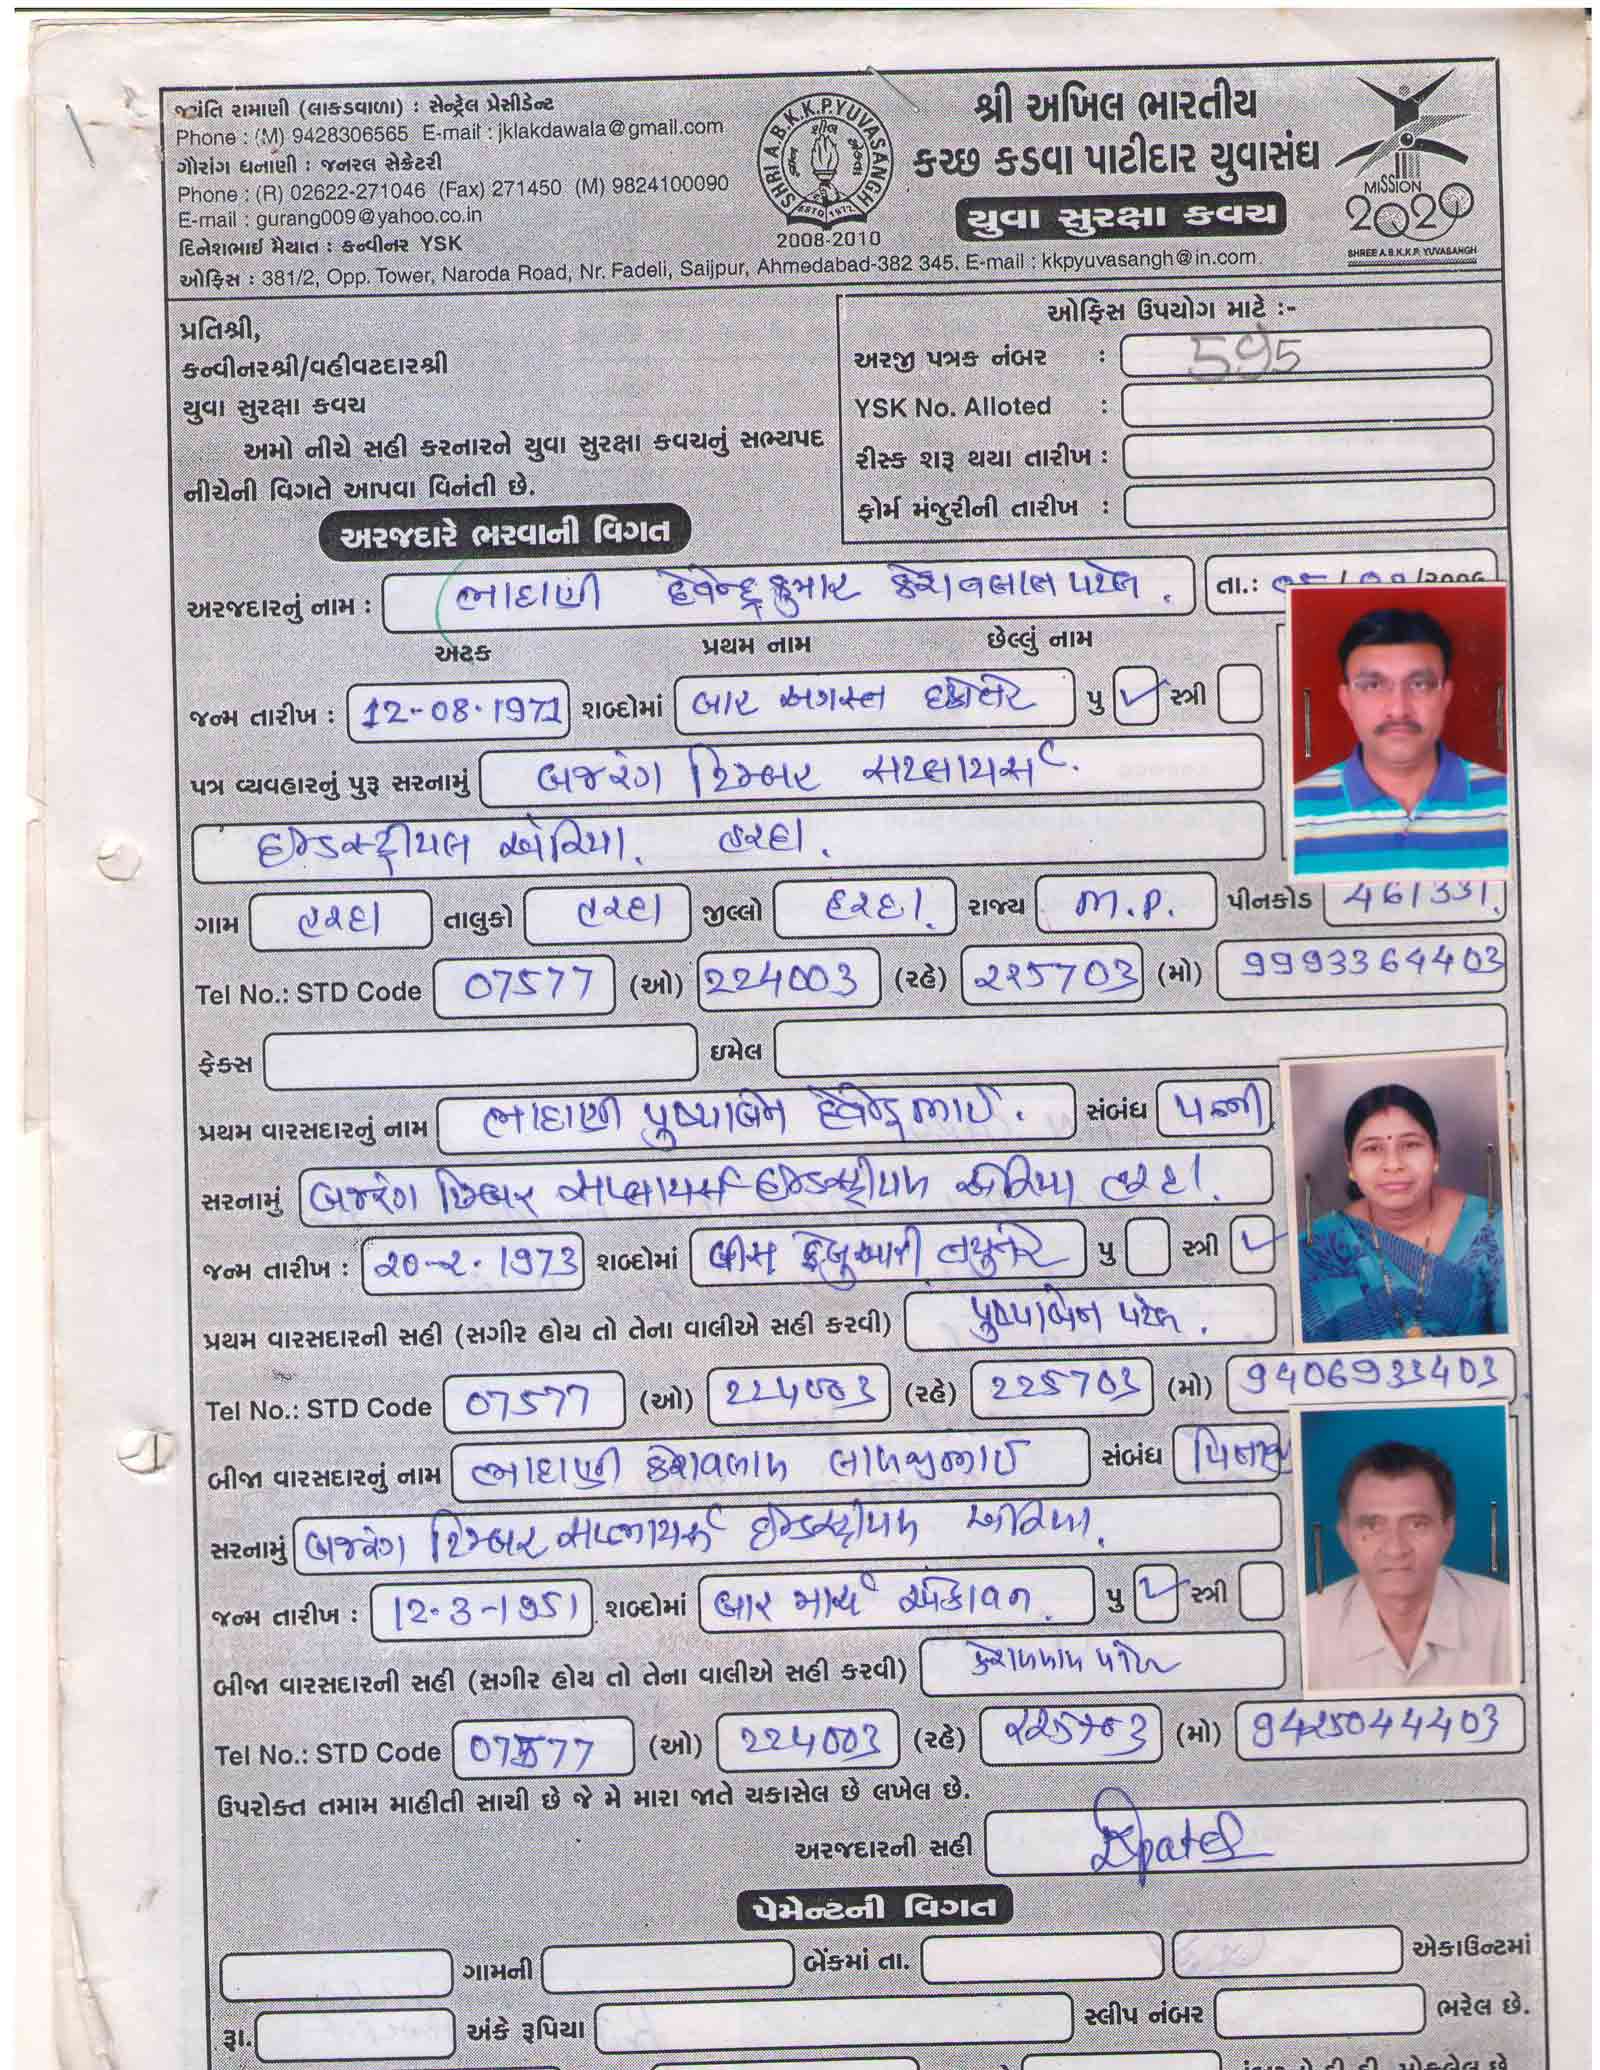 જયંતિ રામાણી (લાકડાવાળા) : સેન્ટ્રલ પ્રેસીડેન્ટ
Phone : (M) 9428306565 E-mail : jklakdawala@gmail.com
ગૌરાંગ ધનાણી : જનરલ સેક્રેટરી
Phone : (R) 02622-271046 (Fax) 271450 (M) 9824100090
E-mail : gurang009@yahoo.co.in
દિનેશભાઈ મૈયાત : કન્વીનર YSK
ઓફિસ : 381/2, Opp. Tower, Naroda Road, Nr. Fadeli, Saijpur, Ahmedabad-382 345. E-mail : kkpyuvasangh@in.com.
SHRI A.B.K.K.P. YUVASANGH
ESTD 1972
2008-2010
શ્રી અખિલ ભારતીય
કચ્છ કડવા પાટીદાર યુવાસંઘ
યુવા સુરક્ષા કવચ
MISSION
2020
SHREE A.B.K.K.P. YUVASANGH
પ્રતિશ્રી,
કન્વીનરશ્રી/વહીવટદારશ્રી
યુવા સુરક્ષા કવચ
અમો નીચે સહી કરનારને યુવા સુરક્ષા કવચનું સભ્યપદ
નીચેની વિગતે આપવા વિનંતી છે.
ઓફિસ ઉપયોગ માટે :-
અરજી પત્રક નંબર : 595
YSK No. Alloted :
રીસ્ક શરૂ થયા તારીખ :
ફોર્મ મંજુરીની તારીખ :
અરજદારે ભરવાની વિગત
અરજદારનું નામ : ભાદાણી દેવેન્દ્રકુમાર કેશવલાલ પટેલ . તા.:
અટક પ્રથમ નામ છેલ્લું નામ
જન્મ તારીખ : 12-08-1971 શબ્દોમાં બાર ઓગસ્ત ઈકોતેર પુ ✓ સ્ત્રી
પત્ર વ્યવહારનું પુરૂ સરનામું બજરંગ ટિમ્બર સપ્લાયર્સ.
ઈન્ડસ્ટ્રીયલ એરિયા. હરદા.
ગામ હરદા તાલુકો હરદા જીલ્લો હરદા. રાજ્ય M.P. પીનકોડ 461331.
Tel No.: STD Code 07577 (ઓ) 224003 (રહે) 225703 (મો) 9993364403
ફેક્સ ઇમેલ
પ્રથમ વારસદારનું નામ ભાદાણી પુષ્પાબેન દેવેન્દ્રભાઈ. સંબંધ પત્ની
સરનામું બજરંગ ટિમ્બર સપ્લાયર્સ ઈન્ડસ્ટ્રીયલ એરિયા હરદા.
જન્મ તારીખ : 20-2-1973 શબ્દોમાં વીસ ફેબ્રુઆરી તયુતેર પુ સ્ત્રી ✓
પ્રથમ વારસદારની સહી (સગીર હોય તો તેના વાલીએ સહી કરવી) પુષ્પાબેન પટેલ .
Tel No.: STD Code 07577 (ઓ) 224003 (રહે) 225703 (મો) 9406933403
બીજા વારસદારનું નામ ભાદાણી કેશવલાલ લાલજીભાઈ સંબંધ પિતાજી
સરનામું બજરંગ ટિમ્બર સપ્લાયર્સ ઈન્ડસ્ટ્રીયલ એરિયા.
જન્મ તારીખ : 12-3-1951 શબ્દોમાં બાર માર્ચ એકાવન. પુ ✓ સ્ત્રી
બીજા વારસદારની સહી (સગીર હોય તો તેના વાલીએ સહી કરવી) કેશવલાલ પટેલ
Tel No.: STD Code 07577 (ઓ) 224003 (રહે) 225703 (મો) 9425044403
ઉપરોક્ત તમામ માહીતી સાચી છે જે મે મારા જાતે ચકાસેલ છે લખેલ છે.
અરજદારની સહી Dpatel
પેમેન્ટની વિગત
ગામની બેંકમાં તા. એકાઉન્ટમાં
રૂા. અંકે રૂપિયા સ્લીપ નંબર ભરેલ છે.